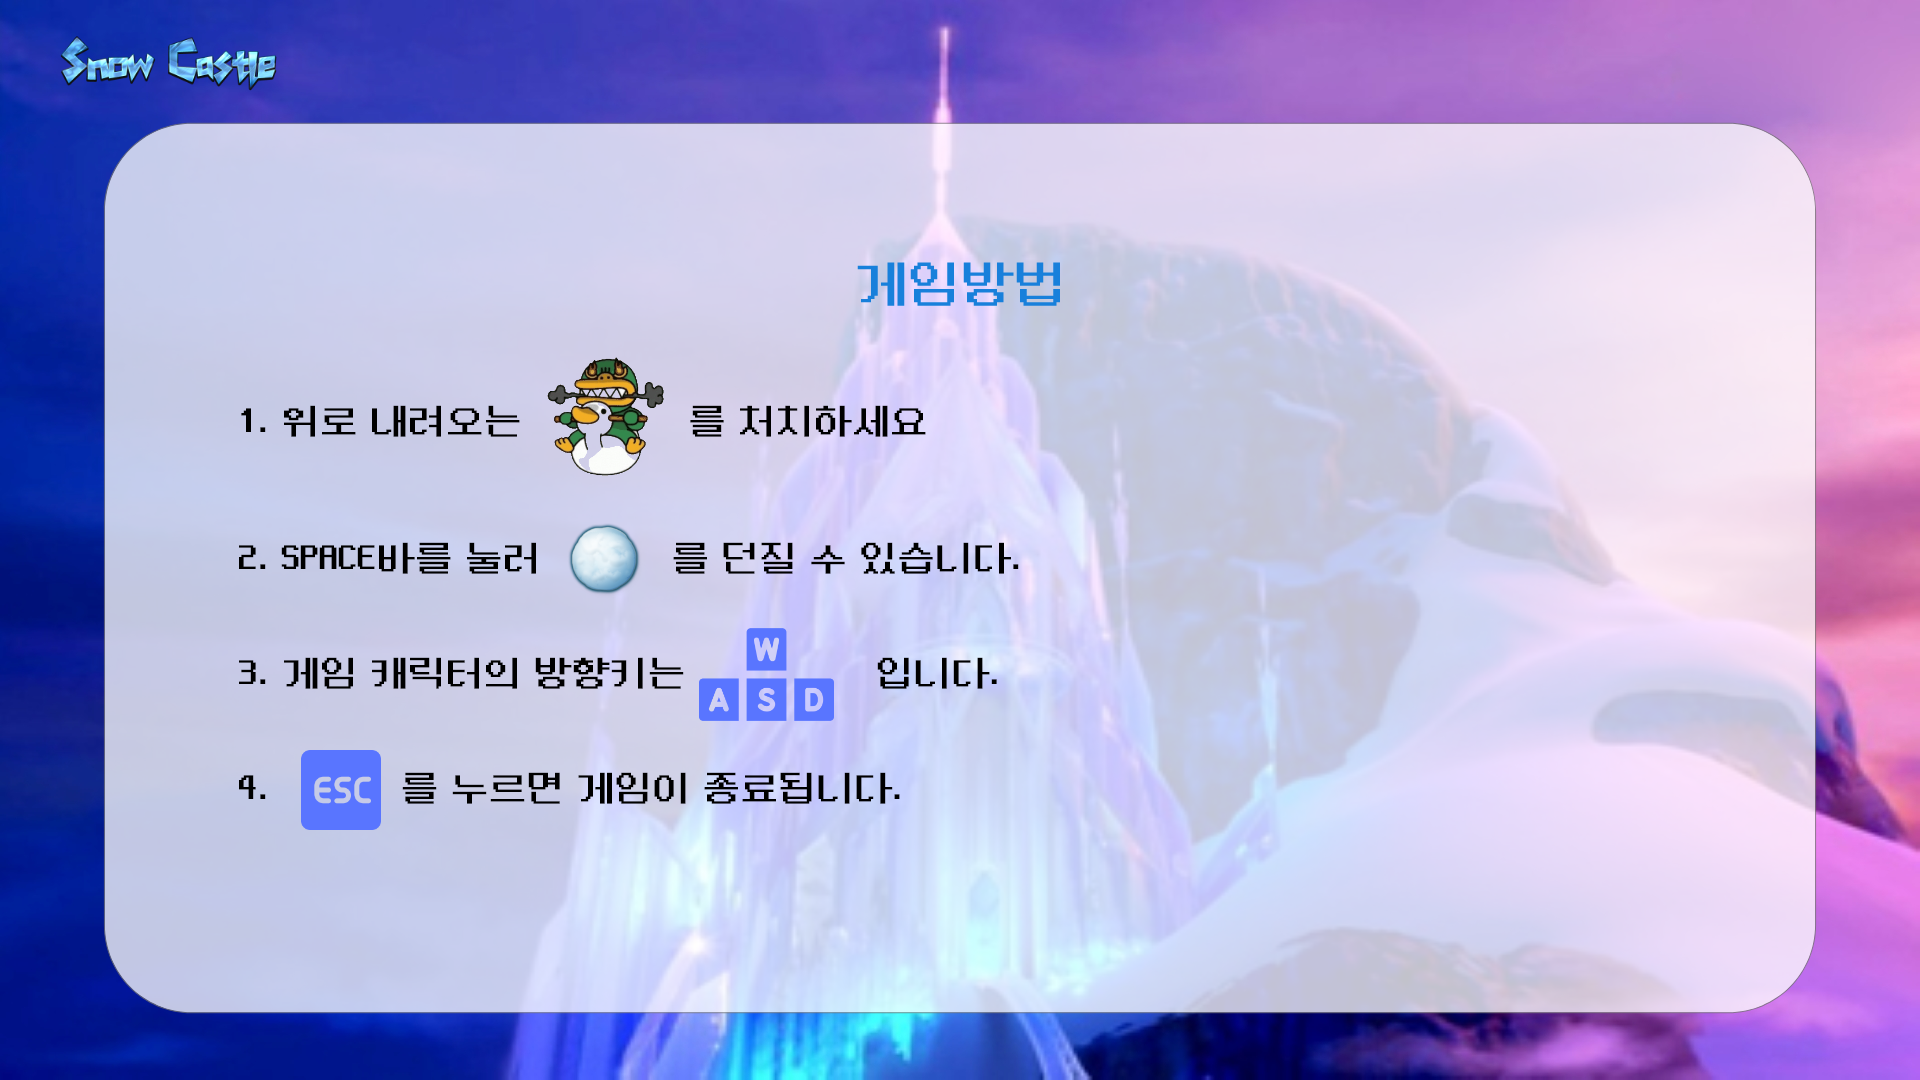 Snow Castle
게임방법
1. 위로 내려오는 를 처치하세요
2. SPACE바를 눌러 를 던질 수 있습니다.
W
3. 게임 캐릭터의 방향키는 A S D 입니다.
4. ESC 를 누르면 게임이 종료됩니다.